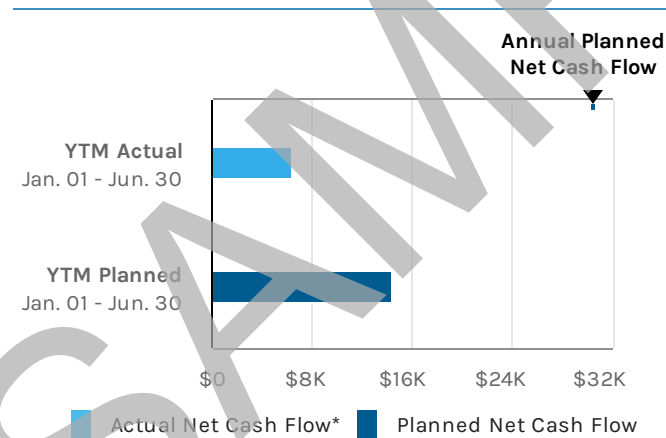 Annual Planned
Net Cash Flow
YTM Actual
Jan. 01 - Jun. 30
YTM Planned
Jan. 01 - Jun. 30
$0 $8K $16K $24K $32K
Actual Net Cash Flow* Planned Net Cash Flow
SAM